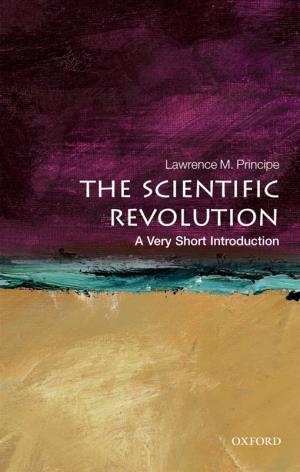 Lawrence M. Principe
THE SCIENTIFIC
REVOLUTION
A Very Short Introduction
OXFORD